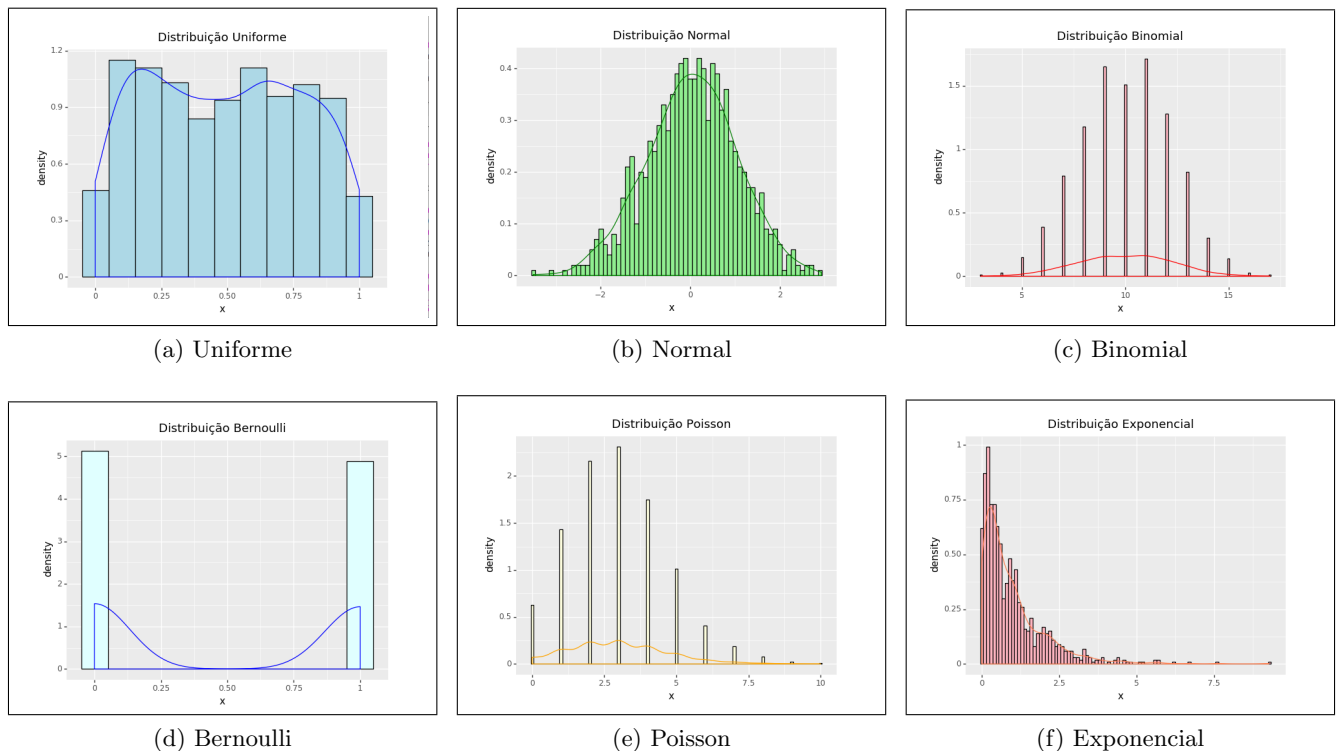 Distribuição Uniforme
1.2
0.9
0.6
0.3
0
density
0
0.25
0.50
0.75
1
x
(a) Uniforme
Distribuição Normal
0.4
0.3
0.2
0.1
0.0
density
−2
0
2
x
(b) Normal
Distribuição Binomial
1.5
1
0.5
0
density
5
10
15
x
(c) Binomial
Distribuição Bernoulli
5
4
3
2
1
0
density
0
0.25
0.50
0.75
1
x
(d) Bernoulli
Distribuição Poisson
2
1.5
1
0.5
0
density
0
2.5
5
7.5
10
x
(e) Poisson
Distribuição Exponencial
1
0.75
0.50
0.25
0
density
0
2.5
5
7.5
x
(f) Exponencial